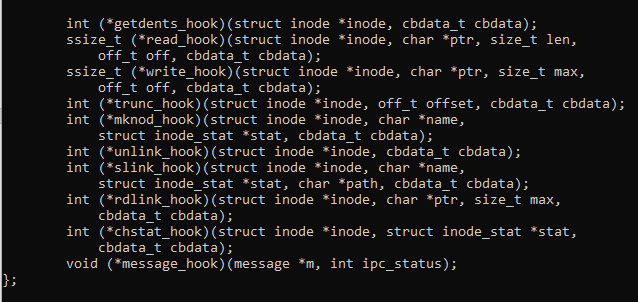 int (*getdents_hook)(struct inode *inode, cbdata_t cbdata);
ssize_t (*read_hook)(struct inode *inode, char *ptr, size_t len,
off_t off, cbdata_t cbdata);
ssize_t (*write_hook)(struct inode *inode, char *ptr, size_t max,
off_t off, cbdata_t cbdata);
int (*trunc_hook)(struct inode *inode, off_t offset, cbdata_t cbdata);
int (*mknod_hook)(struct inode *inode, char *name,
struct inode_stat *stat, cbdata_t cbdata);
int (*unlink_hook)(struct inode *inode, cbdata_t cbdata);
int (*slink_hook)(struct inode *inode, char *name,
struct inode_stat *stat, char *path, cbdata_t cbdata);
int (*rdlink_hook)(struct inode *inode, char *ptr, size_t max,
cbdata_t cbdata);
int (*chstat_hook)(struct inode *inode, struct inode_stat *stat,
cbdata_t cbdata);
void (*message_hook)(message *m, int ipc_status);
};